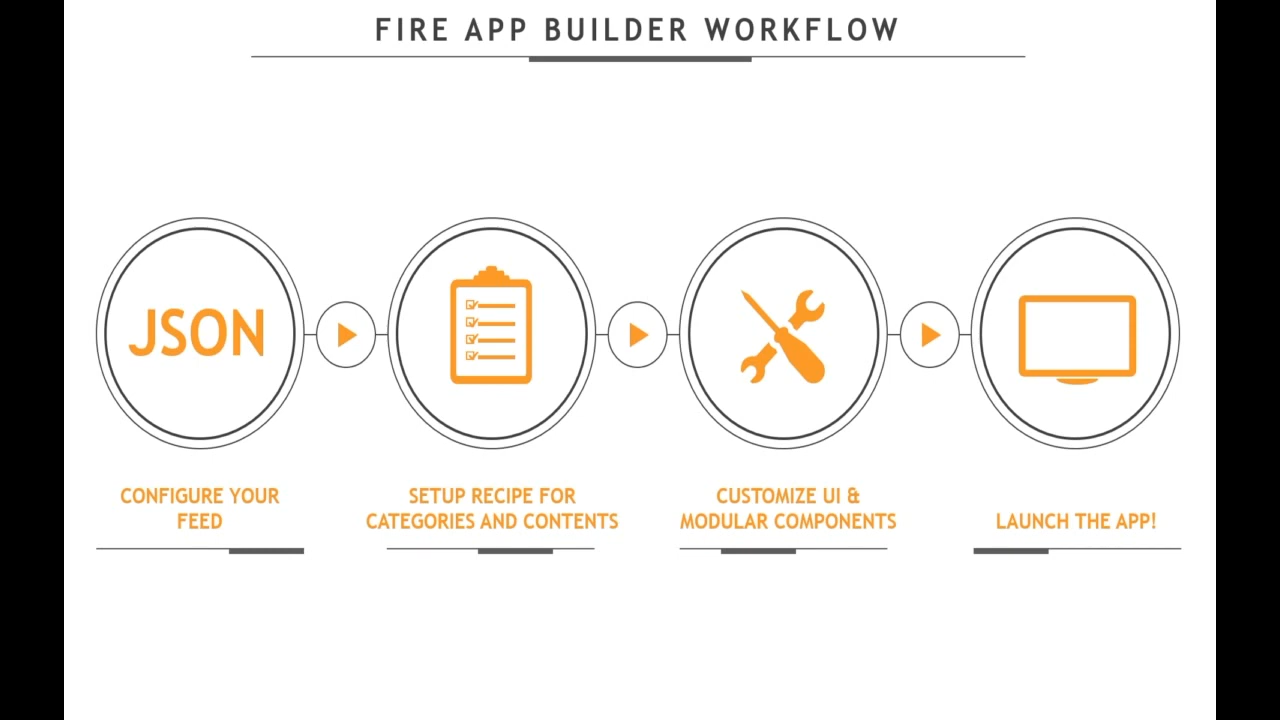 FIRE APP BUILDER WORKFLOW
JSON
CONFIGURE YOUR
FEED
SETUP RECIPE FOR
CATEGORIES AND CONTENTS
CUSTOMIZE UI &
MODULAR COMPONENTS
LAUNCH THE APP!